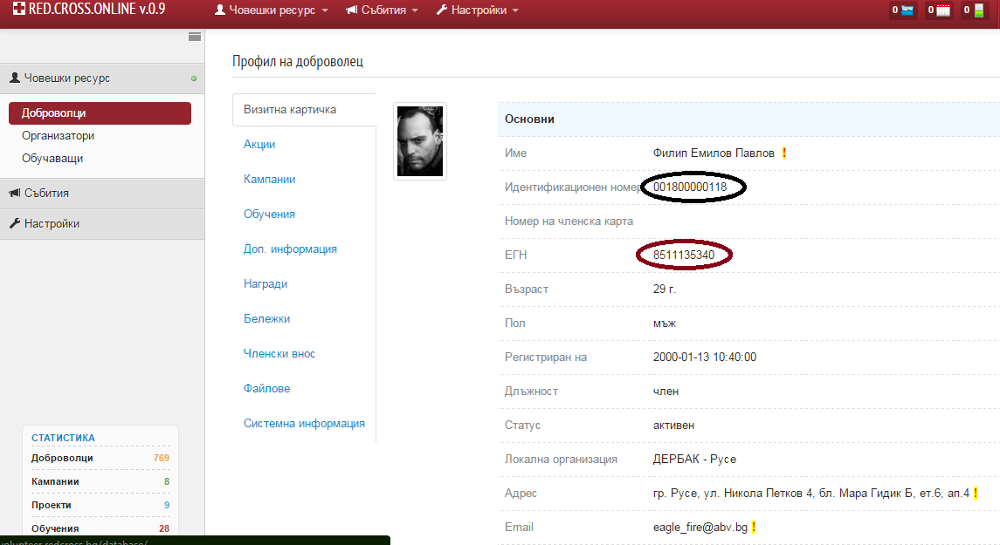 RED.CROSS.ONLINE v.0.9
Човешки ресурс
Събития
Настройки
0
0
0
Човешки ресурс
Доброволци
Организатори
Обучаващи
Събития
Настройки
СТАТИСТИКА
Доброволци 769
Кампании 8
Проекти 9
Обучения 28
volunteer.redcross.bg/database/
Профил на доброволец
Визитна картичка
Акции
Кампании
Обучения
Доп. информация
Награди
Бележки
Членски внос
Файлове
Системна информация
Основни
Име Филип Емилов Павлов !
Идентификационен номер 001800000118
Номер на членска карта
ЕГН 8511135340
Възраст 29 г.
Пол мъж
Регистриран на 2000-01-13 10:40:00
Длъжност член
Статус активен
Локална организация ДЕРБАК - Русе
Адрес гр. Русе, ул. Никола Петков 4, бл. Мара Гидик Б, ет.6, ап.4 !
Email eagle_fire@abv.bg !